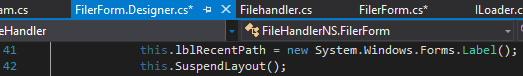 am.cs FilerForm.Designer.cs* Filehandler.cs FilerForm.cs* ILoader.c
eHandler FileHandlerNS.FilerForm
41 this.lblRecentPath = new System.Windows.Forms.Label();
42 this.SuspendLayout();